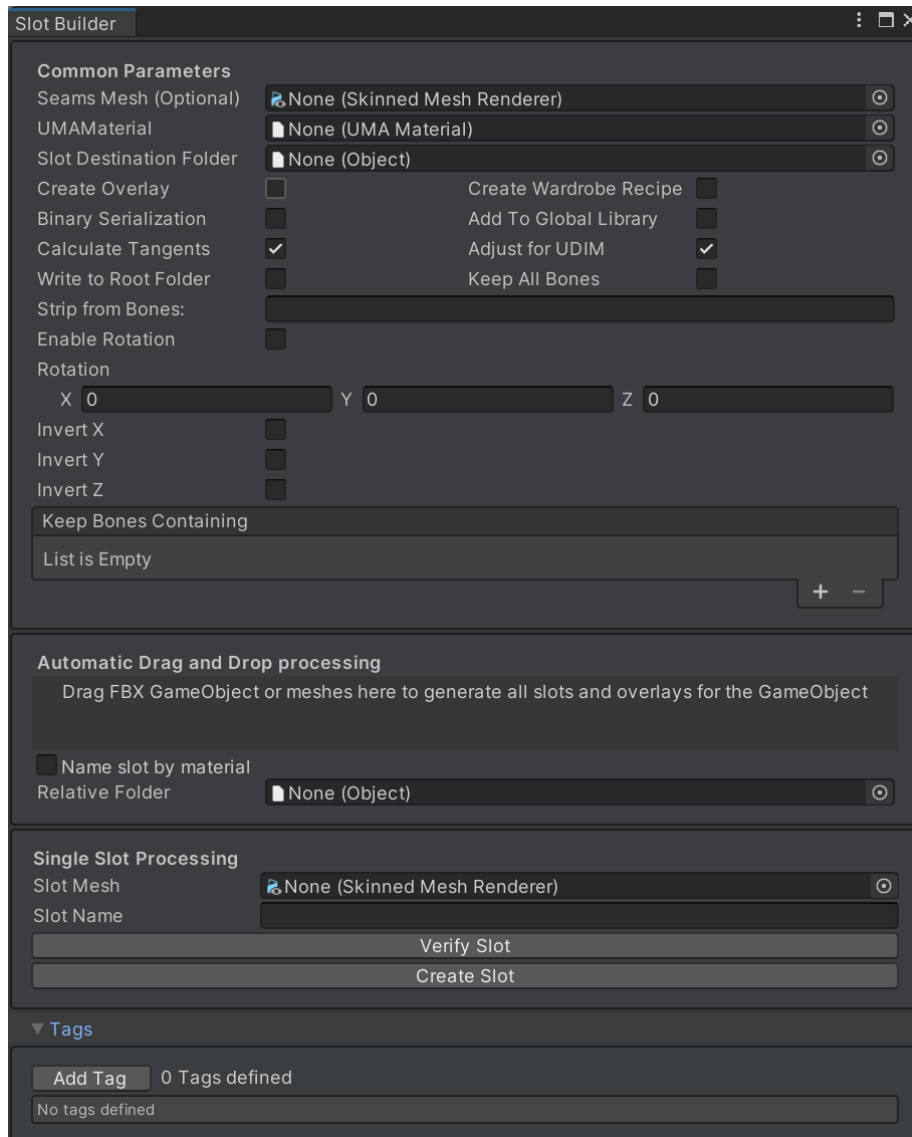 Slot Builder
Common Parameters
Seams Mesh (Optional) None (Skinned Mesh Renderer)
UMAMaterial None (UMA Material)
Slot Destination Folder None (Object)
Create Overlay Create Wardrobe Recipe
Binary Serialization Add To Global Library
Calculate Tangents Adjust for UDIM
Write to Root Folder Keep All Bones
Strip from Bones:
Enable Rotation
Rotation
X 0 Y 0 Z 0
Invert X
Invert Y
Invert Z
Keep Bones Containing
List is Empty
+ −
Automatic Drag and Drop processing
Drag FBX GameObject or meshes here to generate all slots and overlays for the GameObject
Name slot by material
Relative Folder None (Object)
Single Slot Processing
Slot Mesh None (Skinned Mesh Renderer)
Slot Name
Verify Slot
Create Slot
Tags
Add Tag 0 Tags defined
No tags defined